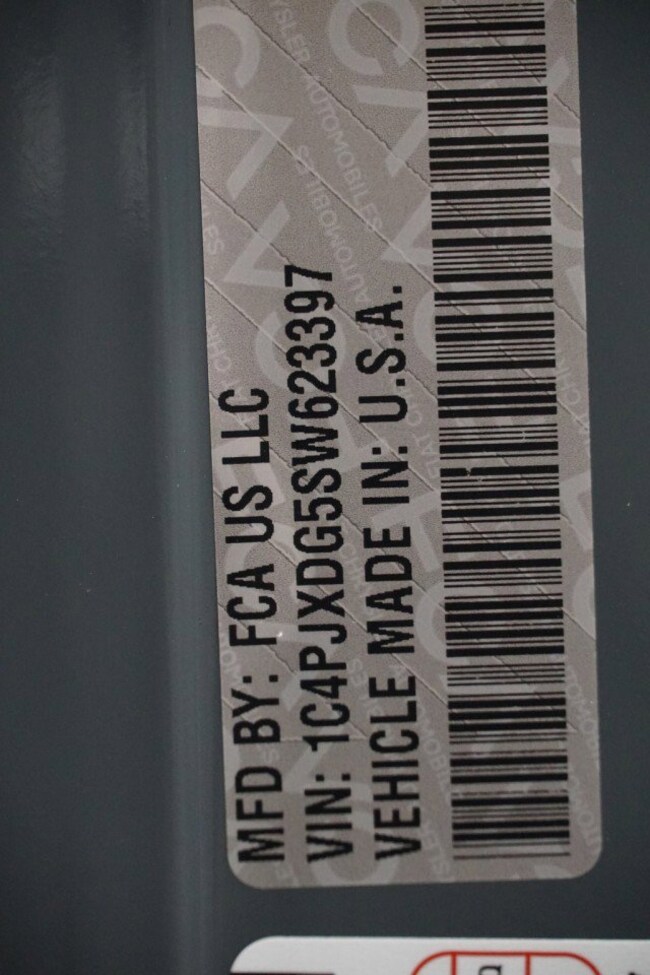 MFD BY: FCA US LLC
VIN: 1C4PJXDG5SW623397
VEHICLE MADE IN: U.S.A.